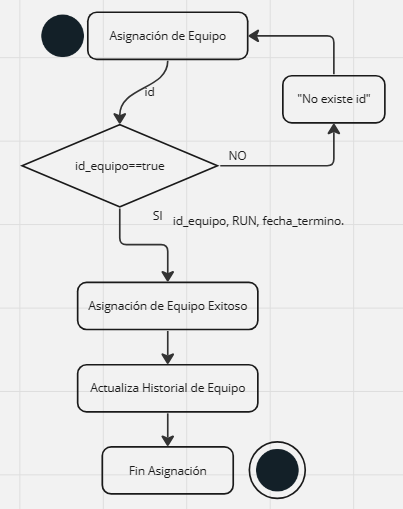 Asignación de Equipo
id
"No existe id"
id_equipo==true
NO
SI
id_equipo, RUN, fecha_termino.
Asignación de Equipo Exitoso
Actualiza Historial de Equipo
Fin Asignación